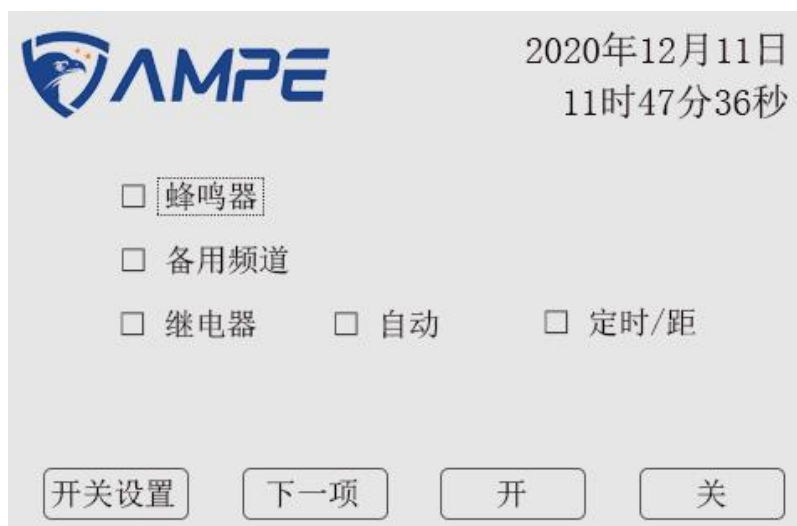 AMPE
2020年12月11日
11时47分36秒
□ 蜂鸣器
□ 备用频道
□ 继电器 □ 自动 □ 定时/距
开关设置 下一项 开 关